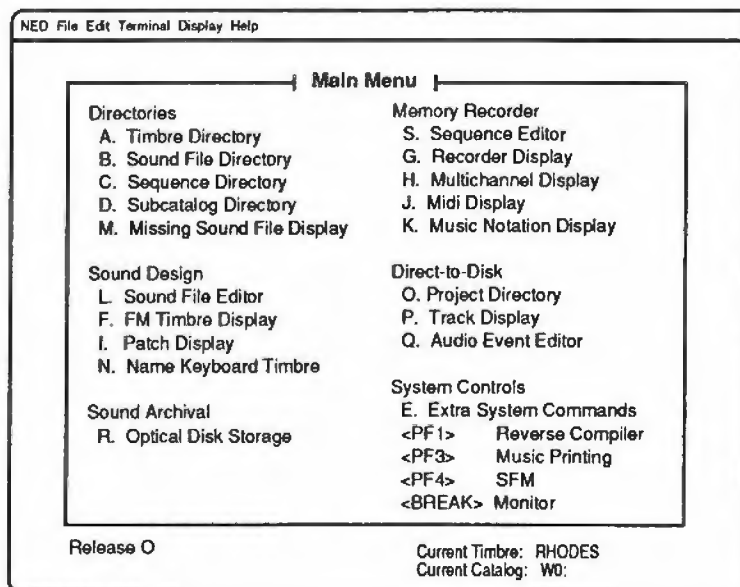 NED File Edit Terminal Display Help
Main Menu
Directories
A. Timbre Directory
B. Sound File Directory
C. Sequence Directory
D. Subcatalog Directory
M. Missing Sound File Display
Sound Design
L. Sound File Editor
F. FM Timbre Display
I. Patch Display
N. Name Keyboard Timbre
Sound Archival
R. Optical Disk Storage
Memory Recorder
S. Sequence Editor
G. Recorder Display
H. Multichannel Display
J. Midi Display
K. Music Notation Display
Direct-to-Disk
O. Project Directory
P. Track Display
Q. Audio Event Editor
System Controls
E. Extra System Commands
<PF1> Reverse Compiler
<PF3> Music Printing
<PF4> SFM
<BREAK> Monitor
Release O
Current Timbre: RHODES
Current Catalog: W0: